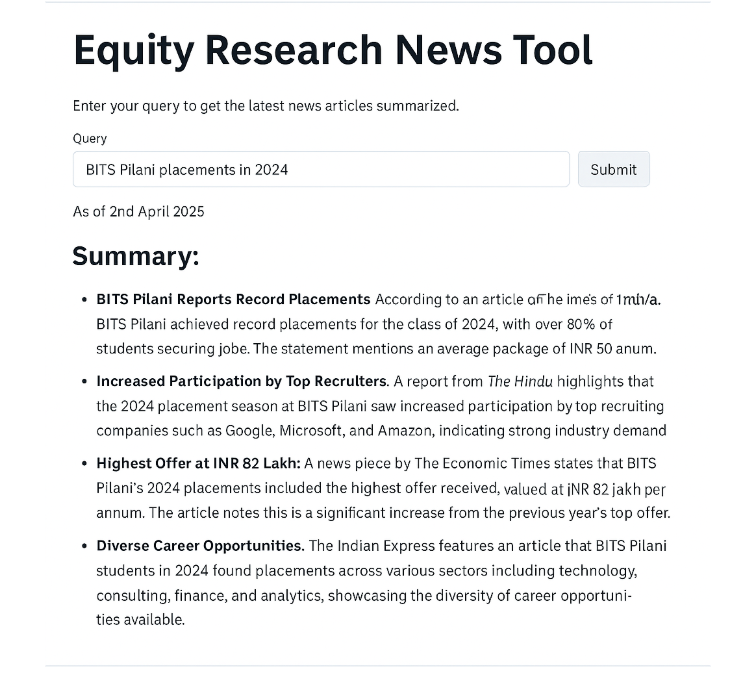 Equity Research News Tool
Enter your query to get the latest news articles summarized.
Query
BITS Pilani placements in 2024
Submit
As of 2nd April 2025
Summary:
• BITS Pilani Reports Record Placements According to an article of
BITS Pilani achieved record placements for the class of 2024, with over 80% of
students securing jobe. The statement mentions an average package of INR 50 anum.
• Increased Participation by Top Recrulters. A report from The Hindu highlights that
the 2024 placement season at BITS Pilani saw increased participation by top recruiting
companies such as Google, Microsoft, and Amazon, indicating strong industry demand
• Highest Offer at INR 82 Lakh: A news piece by The Economic Times states that BITS
Pilani's 2024 placements included the highest offer received, valued at jNR 82 jakh per
annum. The article notes this is a significant increase from the previous year's top offer.
• Diverse Career Opportunities. The Indian Express features an article that BITS Pilani
students in 2024 found placements across various sectors including technology,
consulting, finance, and analytics, showcasing the diversity of career opportuni-
ties available.